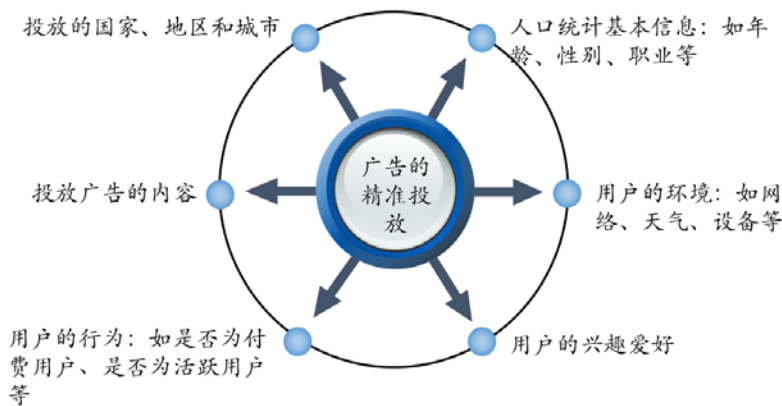 投放的国家、地区和城市
人口统计基本信息：如年
龄、性别、职业等
广告的
精准投
放
投放广告的内容
用户的环境：如网
络、天气、设备等
用户的行为：如是否为付
费用户、是否为活跃用户
等
用户的兴趣爱好